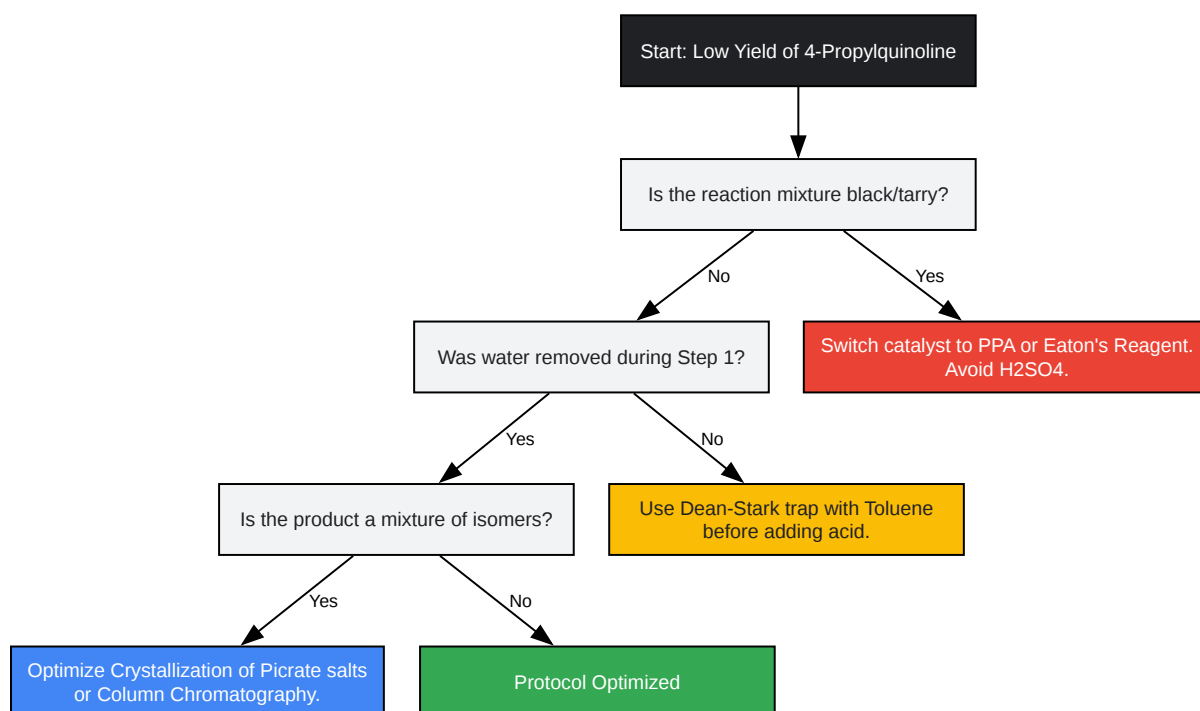 Start: Low Yield of 4-Propylquinoline
Is the reaction mixture black/tarry?
No
Yes
Was water removed during Step 1?
Switch catalyst to PPA or Eaton's Reagent.
Avoid H2SO4.
Yes
No
Is the product a mixture of isomers?
Use Dean-Stark trap with Toluene
before adding acid.
Yes
No
Optimize Crystallization of Picrate salts
or Column Chromatography.
Protocol Optimized